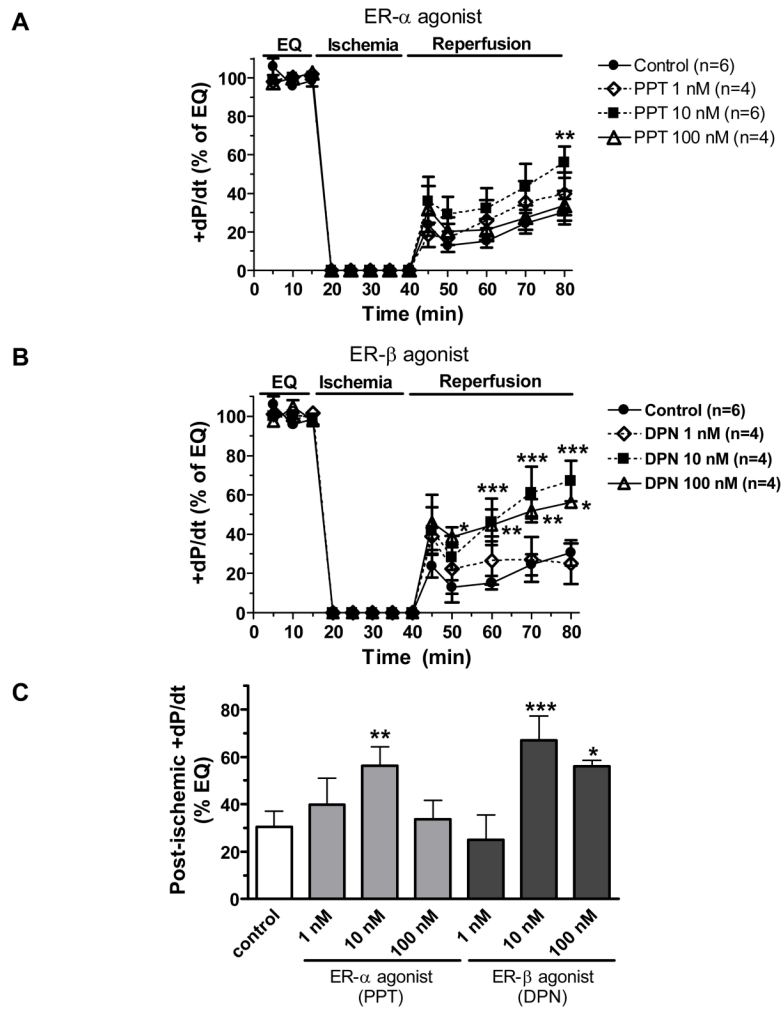 A
ER-α agonist
EQ Ischemia Reperfusion
+dP/dt (% of EQ)
100
80
60
40
20
0
**
0 10 20 30 40 50 60 70 80
Time (min)
Control (n=6)
PPT 1 nM (n=4)
PPT 10 nM (n=6)
PPT 100 nM (n=4)
B
ER-β agonist
EQ Ischemia Reperfusion
+dP/dt (% of EQ)
100
80
60
40
20
0
*** *** ***
* ** ** *
0 10 20 30 40 50 60 70 80
Time (min)
Control (n=6)
DPN 1 nM (n=4)
DPN 10 nM (n=4)
DPN 100 nM (n=4)
C
Post-ischemic +dP/dt
(% EQ)
80
60
40
20
0
** *** *
control 1 nM 10 nM 100 nM 1 nM 10 nM 100 nM
ER-α agonist
(PPT)
ER-β agonist
(DPN)